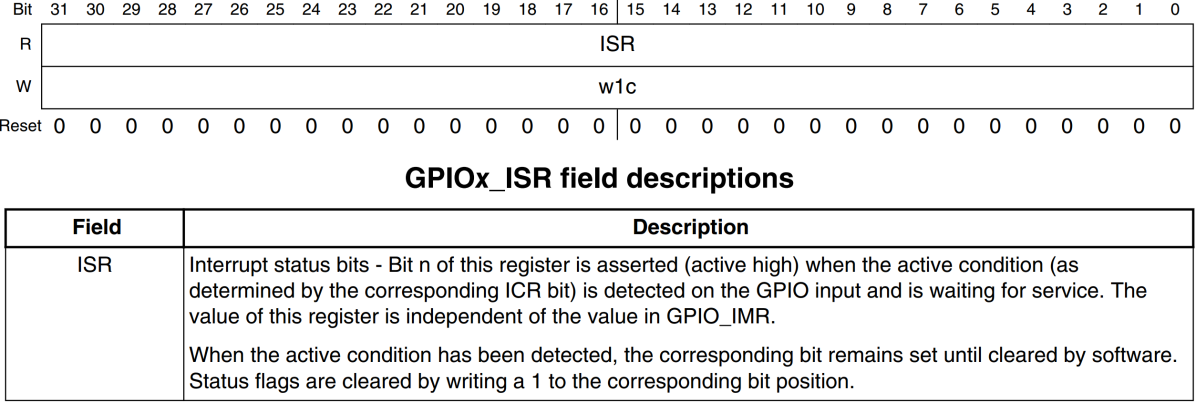 Bit 31 30 29 28 27 26 25 24 23 22 21 20 19 18 17 16 15 14 13 12 11 10 9 8 7 6 5 4 3 2 1 0
R ISR
W w1c
Reset 0 0 0 0 0 0 0 0 0 0 0 0 0 0 0 0 0 0 0 0 0 0 0 0 0 0 0 0 0 0 0 0
GPIOx_ISR field descriptions
Field Description
ISR Interrupt status bits - Bit n of this register is asserted (active high) when the active condition (as
determined by the corresponding ICR bit) is detected on the GPIO input and is waiting for service. The
value of this register is independent of the value in GPIO_IMR.
When the active condition has been detected, the corresponding bit remains set until cleared by software.
Status flags are cleared by writing a 1 to the corresponding bit position.